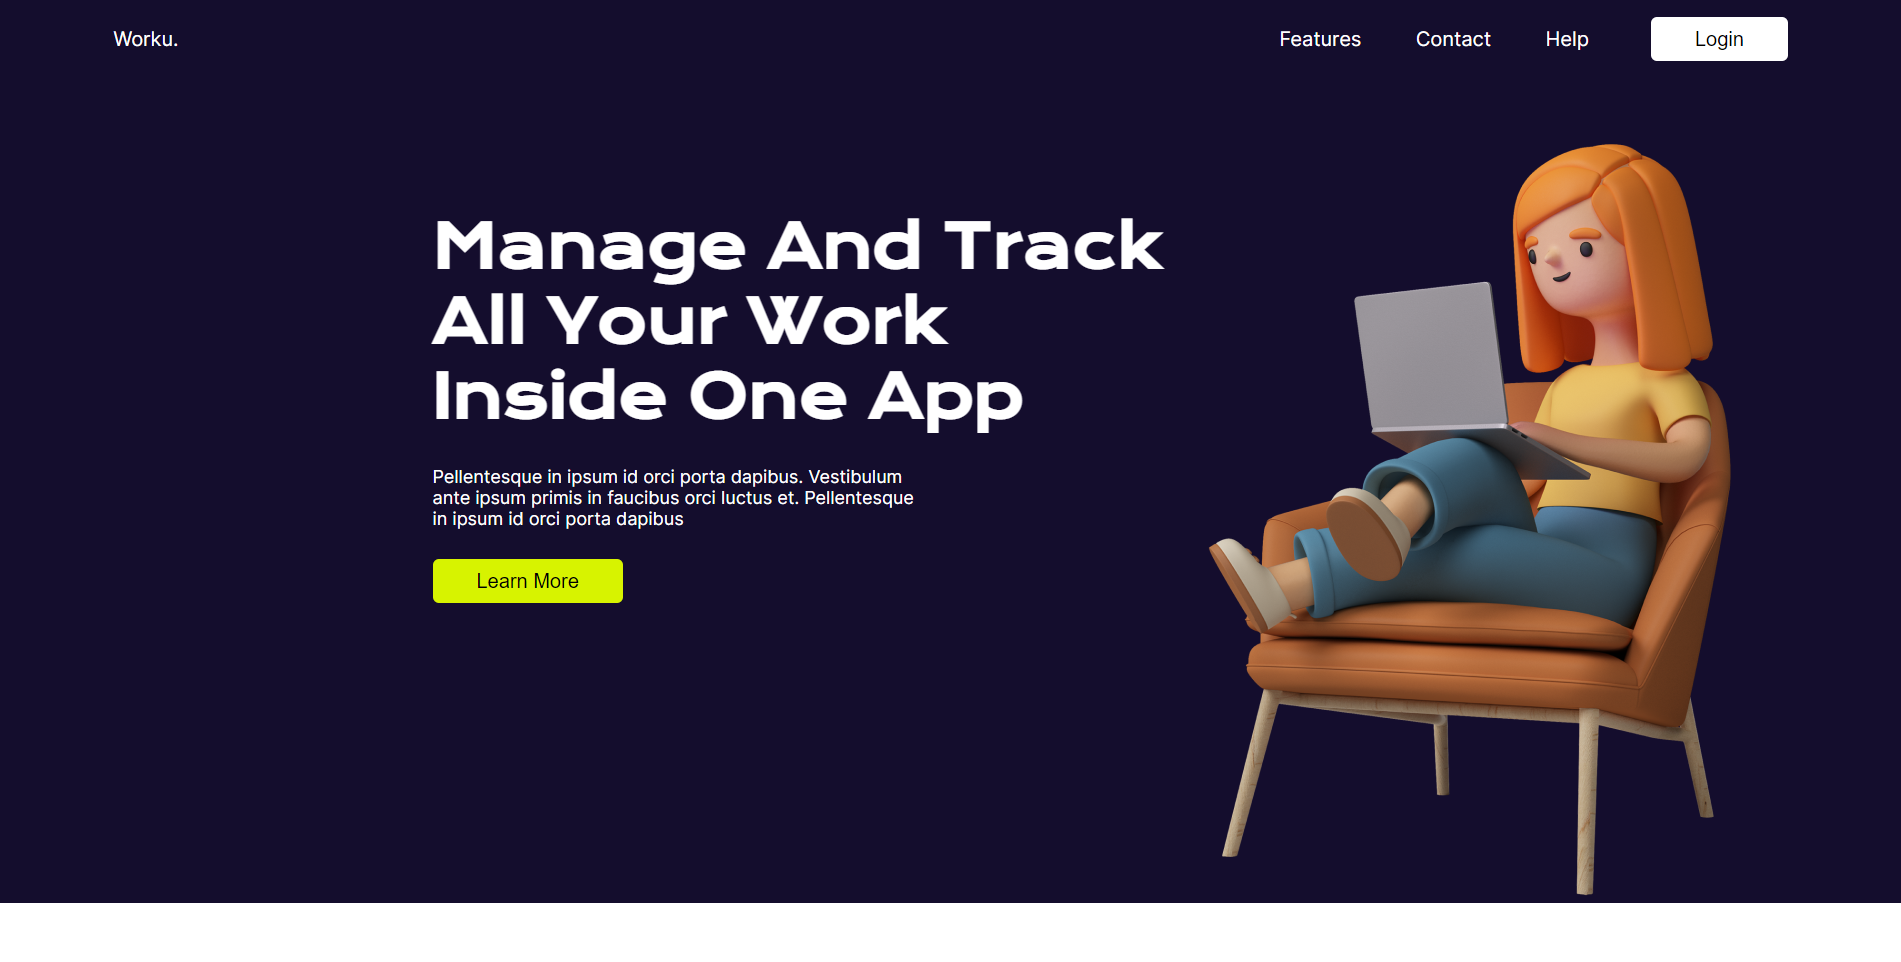 Worku.
Features
Contact
Help
Login
Manage And Track
All Your Work
Inside One App
Pellentesque in ipsum id orci porta dapibus. Vestibulum
ante ipsum primis in faucibus orci luctus et. Pellentesque
in ipsum id orci porta dapibus
Learn More